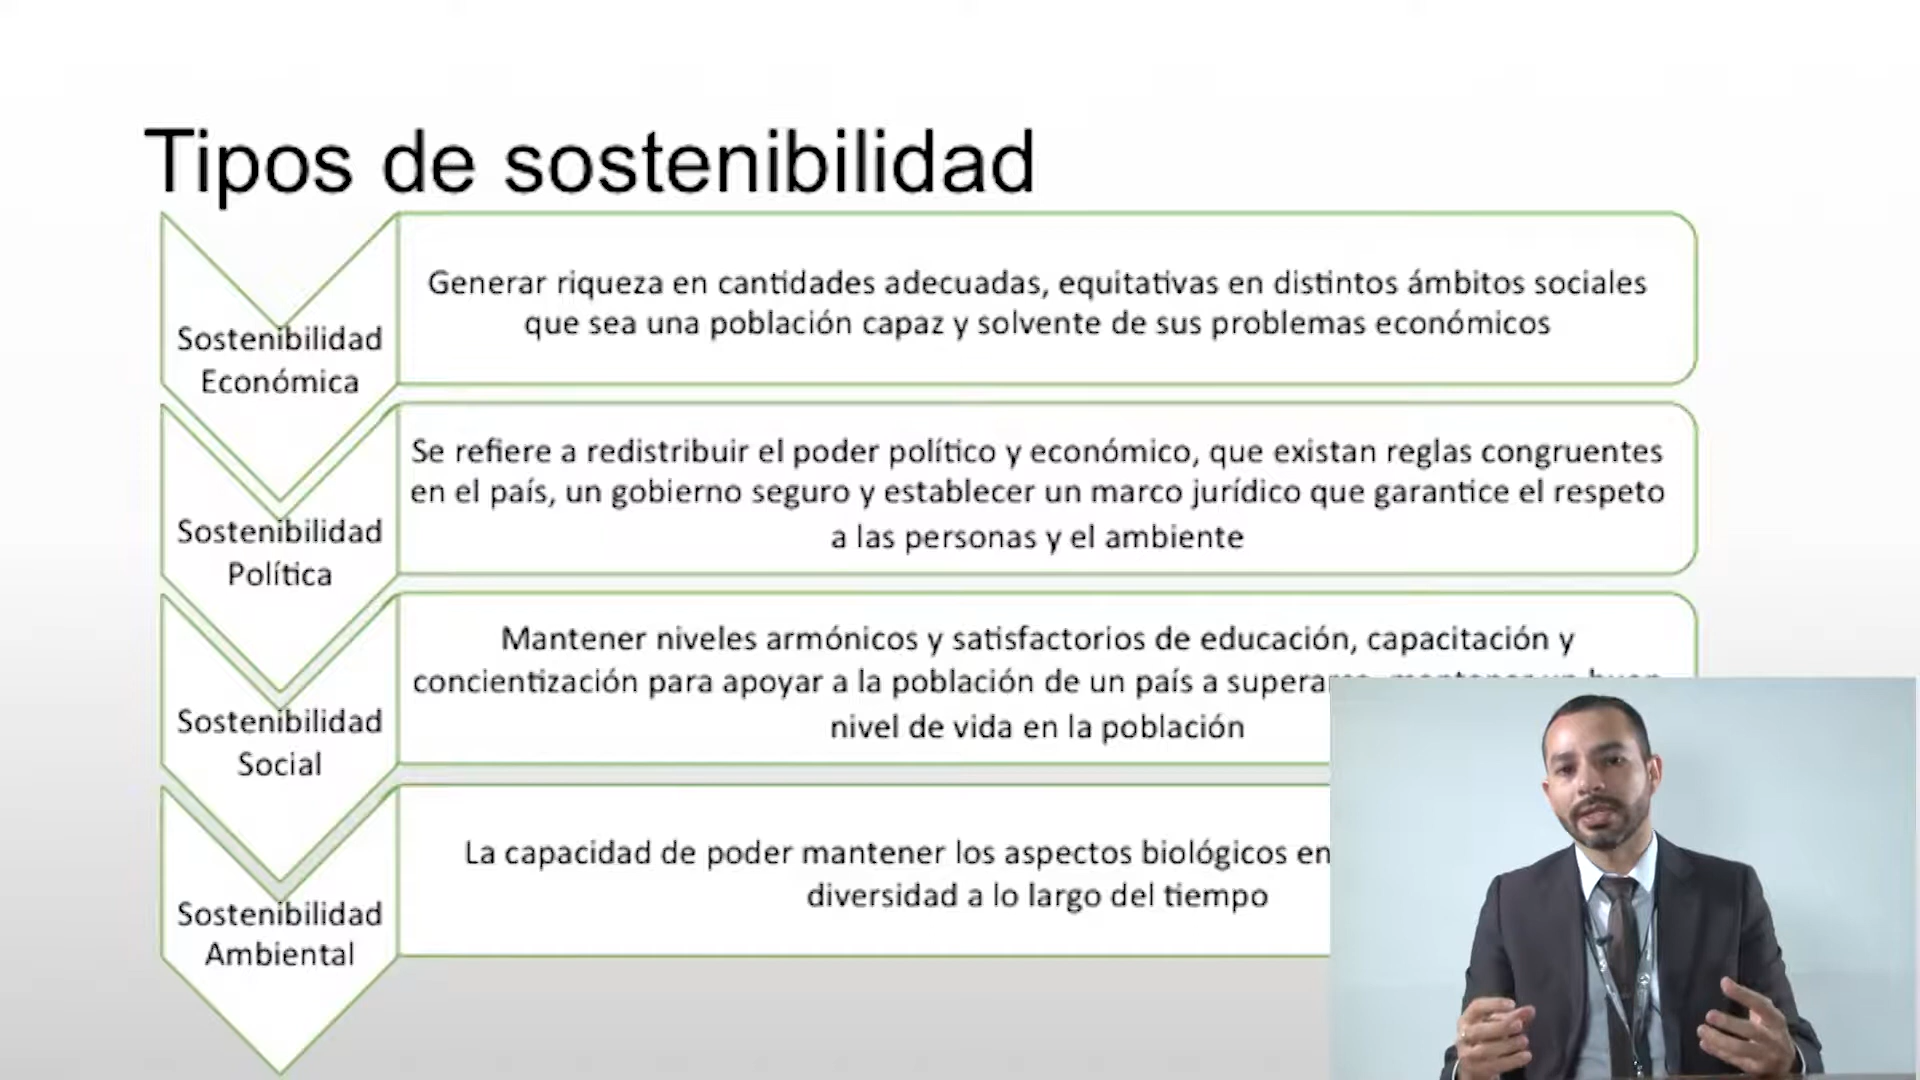 Tipos de sostenibilidad
Sostenibilidad
Económica
Generar riqueza en cantidades adecuadas, equitativas en distintos ámbitos sociales
que sea una población capaz y solvente de sus problemas económicos
Sostenibilidad
Política
Se refiere a redistribuir el poder político y económico, que existan reglas congruentes
en el país, un gobierno seguro y establecer un marco jurídico que garantice el respeto
a las personas y el ambiente
Sostenibilidad
Social
Mantener niveles armónicos y satisfactorios de educación, capacitación y
concientización para apoyar a la población de un país a
nivel de vida en la población
Sostenibilidad
Ambiental
La capacidad de poder mantener los aspectos biológicos en
diversidad a lo largo del tiempo